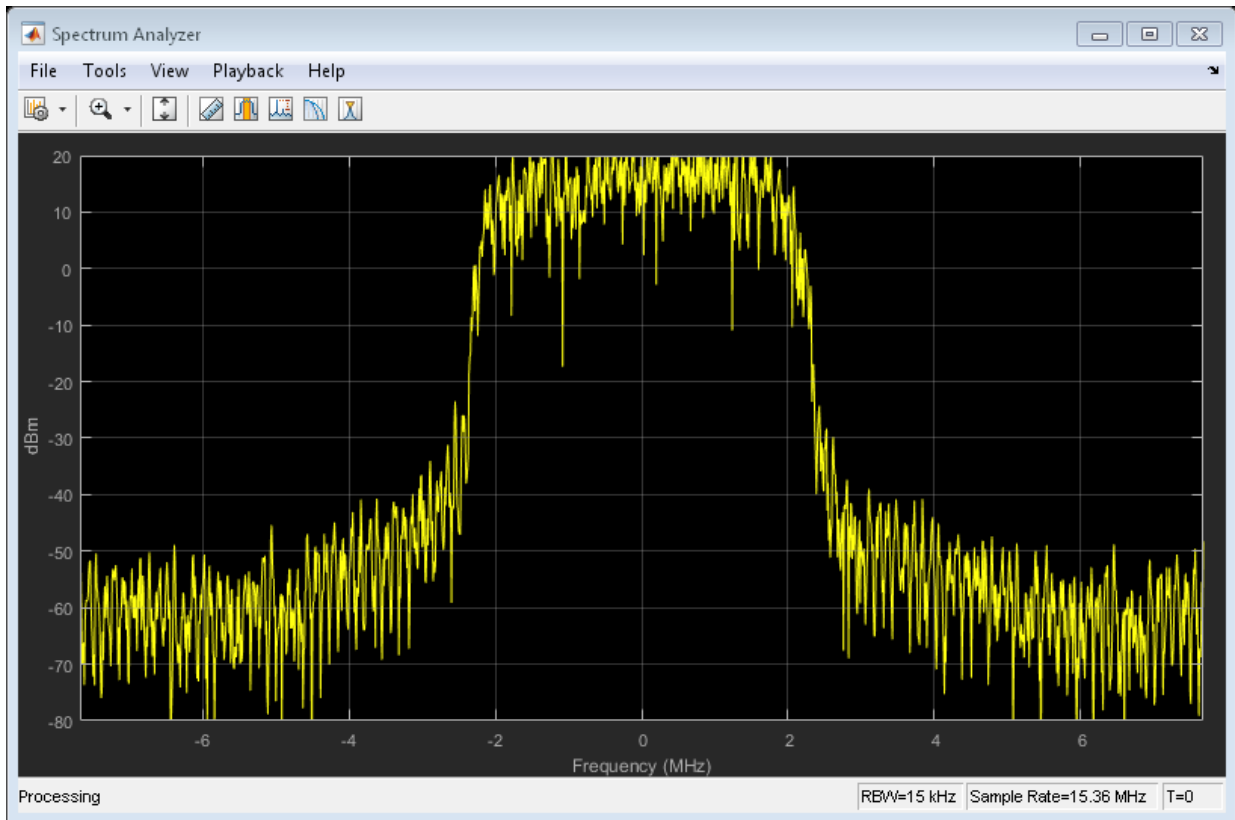 Spectrum Analyzer
File Tools View Playback Help
20
10
0
-10
-20
-30
-40
-50
-60
-70
-80
dBm
-6 -4 -2 0 2 4 6
Frequency (MHz)
Processing RBW=15 kHz Sample Rate=15.36 MHz T=0